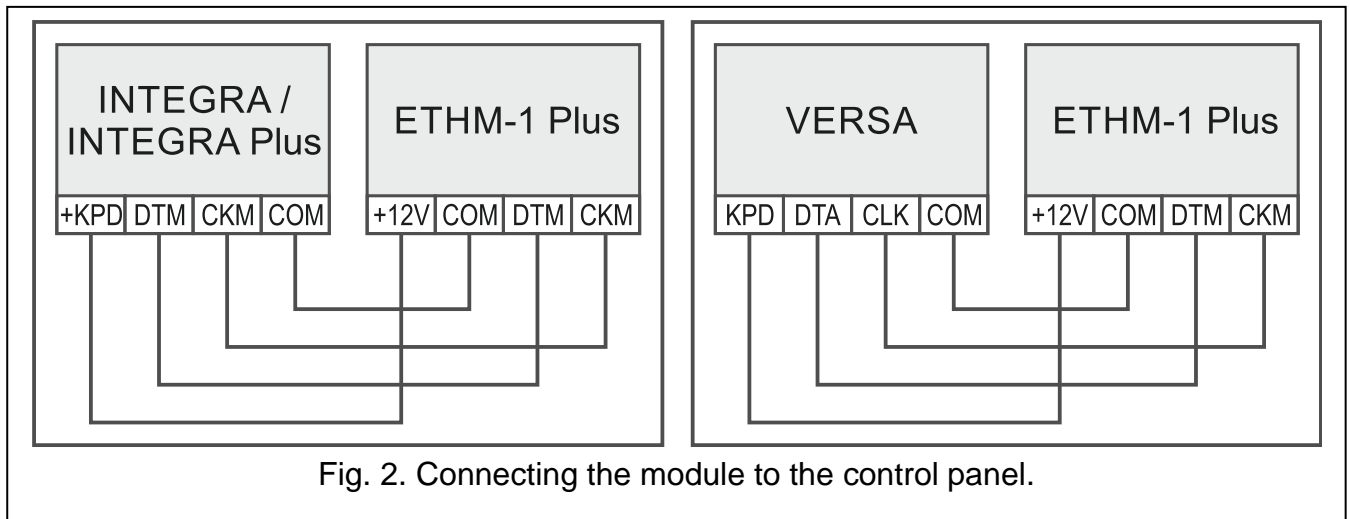 INTEGRA /
INTEGRA Plus
+KPD DTM CKM COM
ETHM-1 Plus
+12V COM DTM CKM
VERSA
KPD DTA CLK COM
ETHM-1 Plus
+12V COM DTM CKM
Fig. 2. Connecting the module to the control panel.